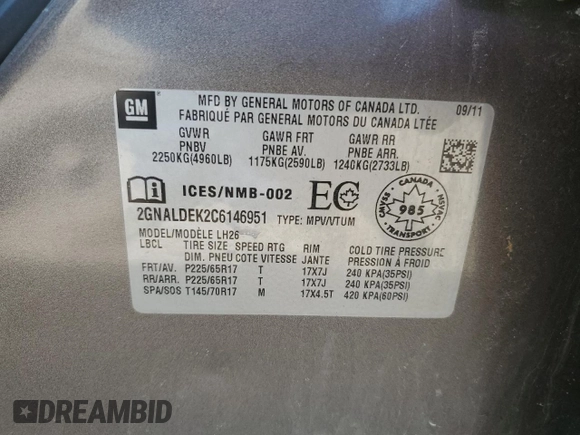 GM
MFD BY GENERAL MOTORS OF CANADA LTD. 09/11
FABRIQUÉ PAR GENERAL MOTORS DU CANADA LTÉE
GVWR GAWR FRT GAWR RR
PNBV PNBE AV. PNBE ARR.
2250KG(4960LB) 1175KG(2590LB) 1240KG(2733LB)
ICES/NMB-002 EC
CANADA
CMVSS NSVAC
985
TRANSPORT
2GNALDEK2C6146951 TYPE: MPV/VTUM
MODEL/MODÈLE LH26
LBCL TIRE SIZE SPEED RTG RIM COLD TIRE PRESSURE
DIM. PNEU COTE VITESSE JANTE PRESSION À FROID
FRT/AV. P225/65R17 T 17X7J 240 KPA(35PSI)
RR/ARR. P225/65R17 T 17X7J 240 KPA(35PSI)
SPA/SOS T145/70R17 M 17X4.5T 420 KPA(60PSI)
DREAMBID